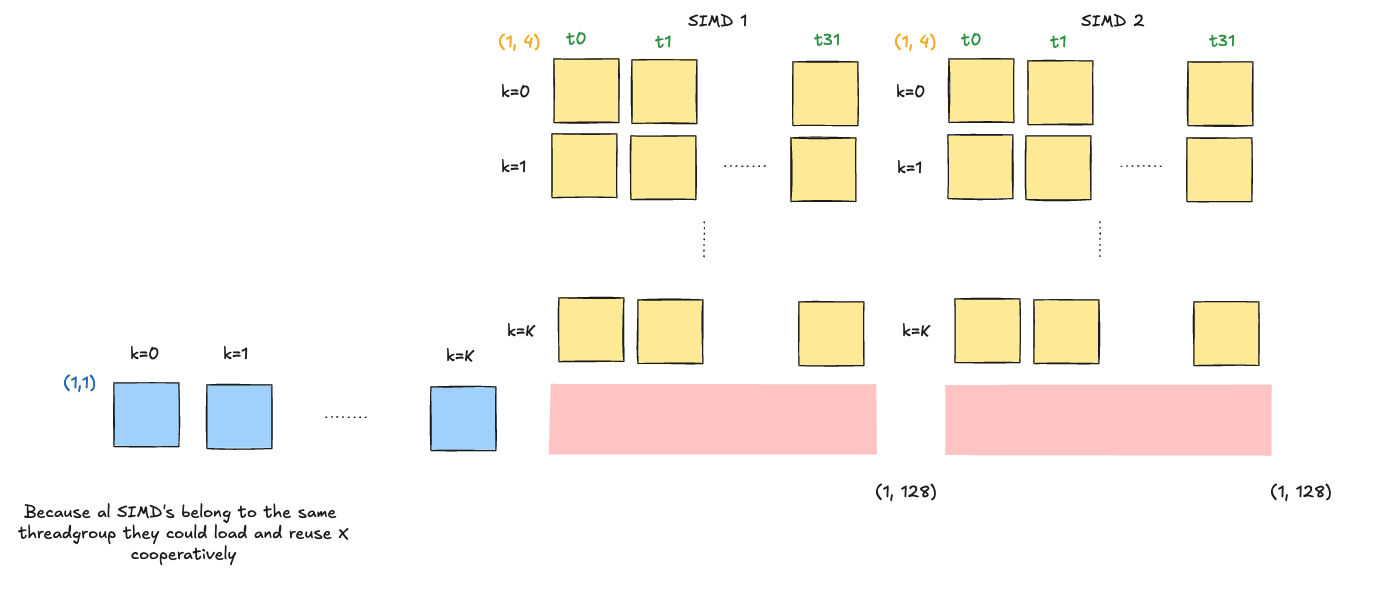 SIMD 1
SIMD 2
(1, 4)
t0
t1
t31
(1, 4)
t0
t1
t31
k=0
k=0
k=1
........
k=1
........
k=K
k=K
k=0
k=1
k=K
(1,1)
........
(1, 128)
(1, 128)
Because al SIMD's belong to the same
threadgroup they could load and reuse X
cooperatively